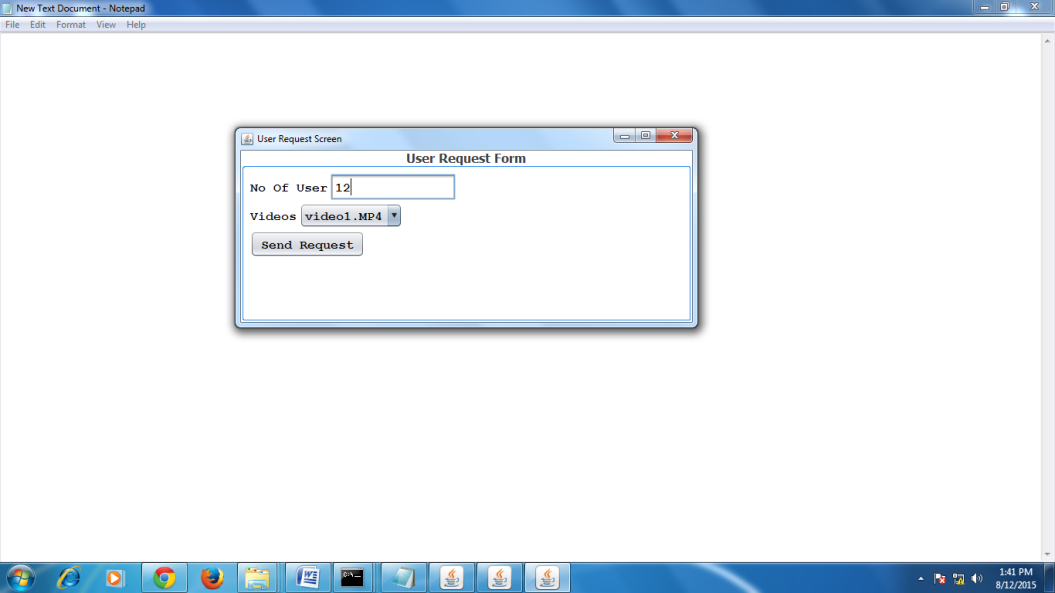 New Text Document - Notepad
File Edit Format View Help
User Request Screen
User Request Form
No Of User 12
Videos video1.MP4
Send Request
1:41 PM
8/12/2015